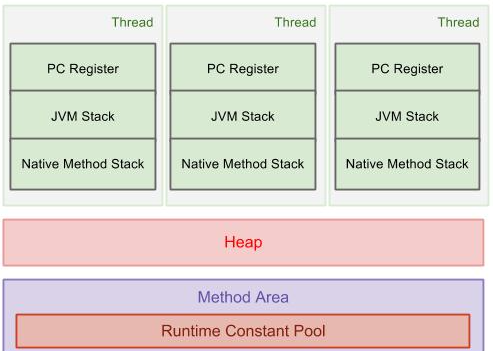 Thread Thread Thread
PC Register PC Register PC Register
JVM Stack JVM Stack JVM Stack
Native Method Stack Native Method Stack Native Method Stack
Heap
Method Area
Runtime Constant Pool